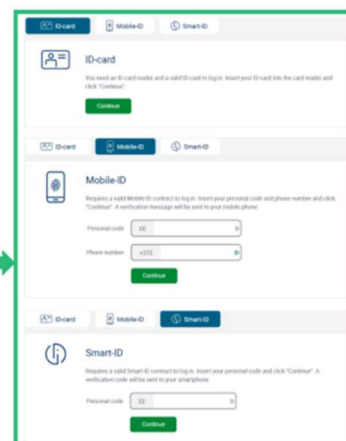 ID-card Mobile-ID Smart-ID
ID-card
You need an ID-card reader and a valid ID card to log in. Insert your ID-card into the card reader and
click "Continue".
Continue
ID-card Mobile-ID Smart-ID
Mobile-ID
Requires a valid Mobile-ID contract to log in. Insert your personal code and phone number and click
"Continue". A verification message will be sent to your mobile phone.
Personal code EE
Phone number +372
Continue
ID-card Mobile-ID Smart-ID
Smart-ID
Requires a valid Smart-ID contract to log in. Insert your personal code and click "Continue". A
verification code will be sent to your smartphone.
Personal code EE
Continue